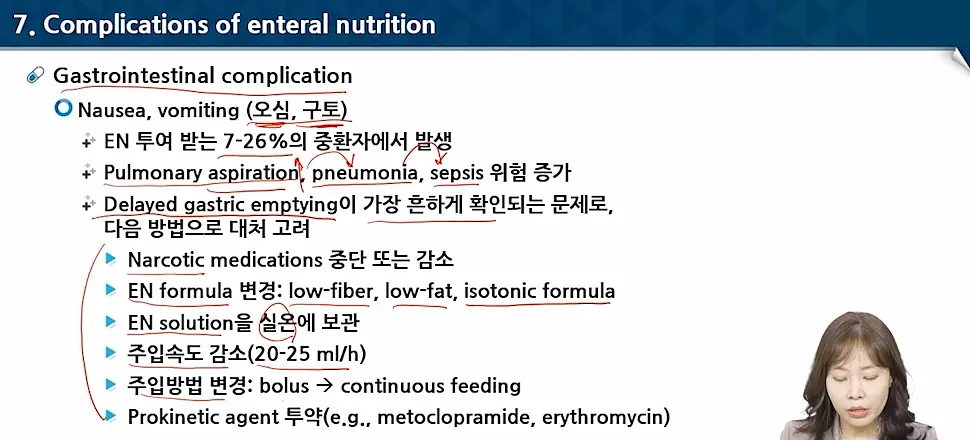 7. Complications of enteral nutrition
Gastrointestinal complication
Nausea, vomiting (오심, 구토)
EN 투여 받는 7-26%의 중환자에서 발생
Pulmonary aspiration, pneumonia, sepsis 위험 증가
Delayed gastric emptying이 가장 흔하게 확인되는 문제로,
다음 방법으로 대처 고려
Narcotic medications 중단 또는 감소
EN formula 변경: low-fiber, low-fat, isotonic formula
EN solution을 실온에 보관
주입속도 감소(20-25 ml/h)
주입방법 변경: bolus → continuous feeding
Prokinetic agent 투약(e.g., metoclopramide, erythromycin)